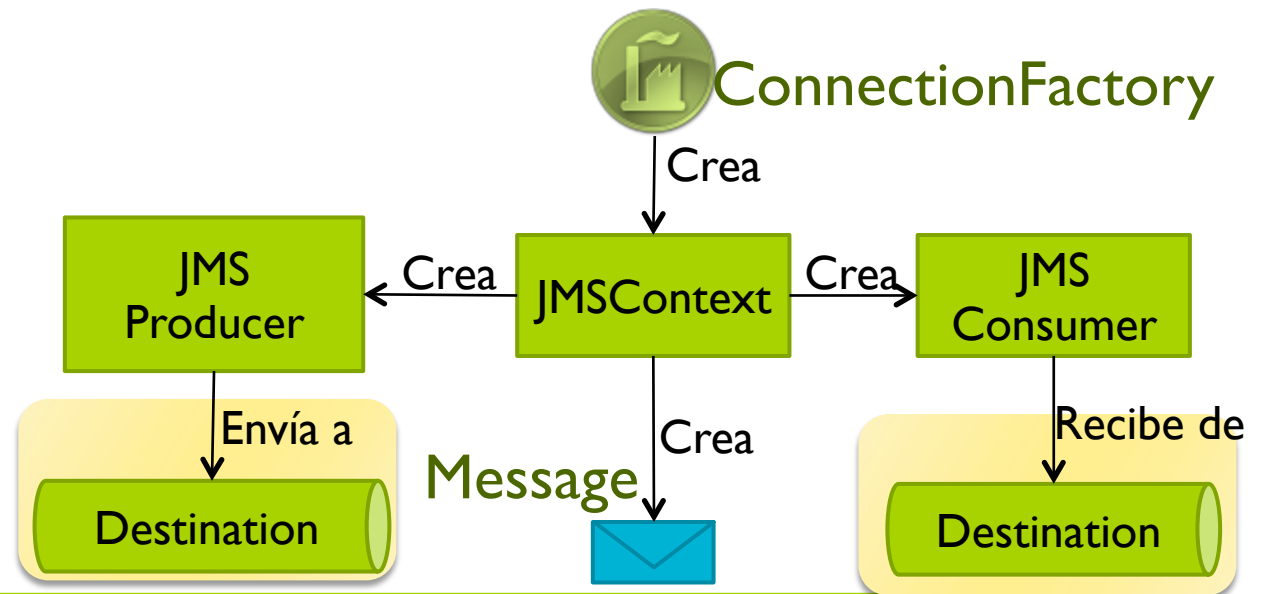 ConnectionFactory
Crea
JMS
Producer
Crea
JMSContext
Crea
JMS
Consumer
Envía a
Crea
Recibe de
Message
Destination
Destination